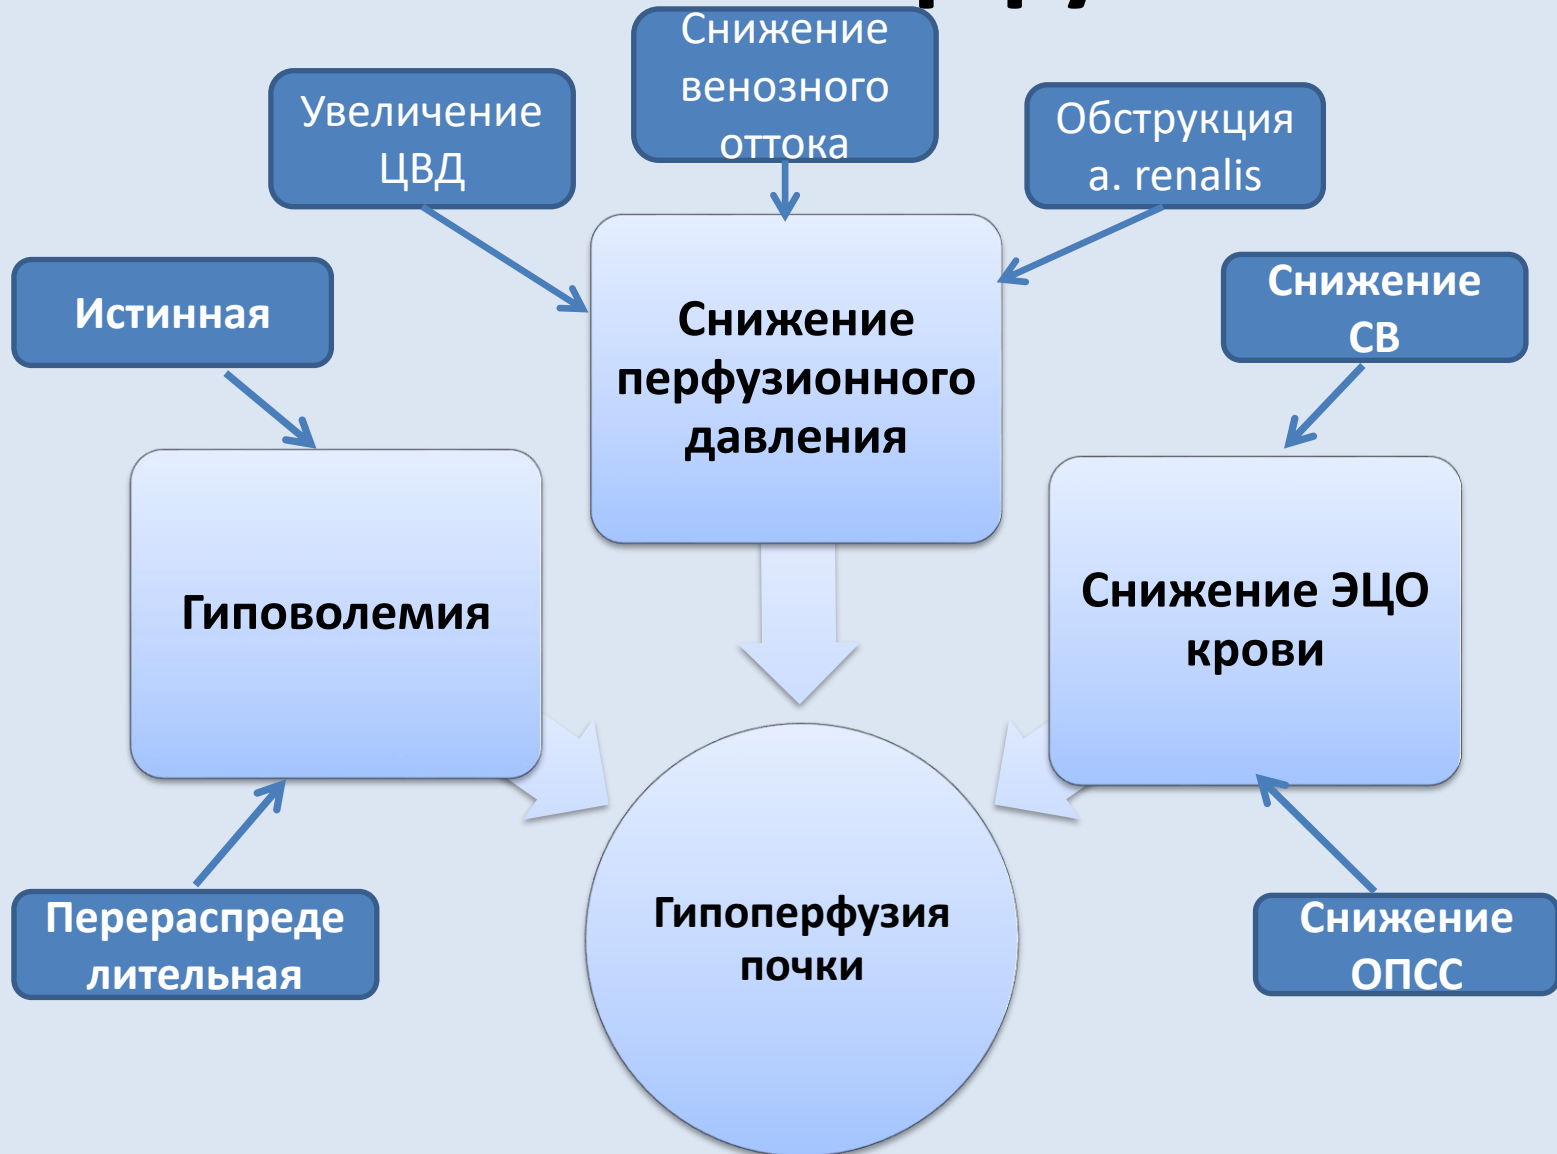 Снижение
венозного
оттока
Увеличение
ЦВД
Обструкция
a. renalis
Истинная
Снижение
перфузионного
давления
Снижение
СВ
Гиповолемия
Снижение ЭЦО
крови
Перераспреде
лительная
Гипоперфузия
почки
Снижение
ОПСС